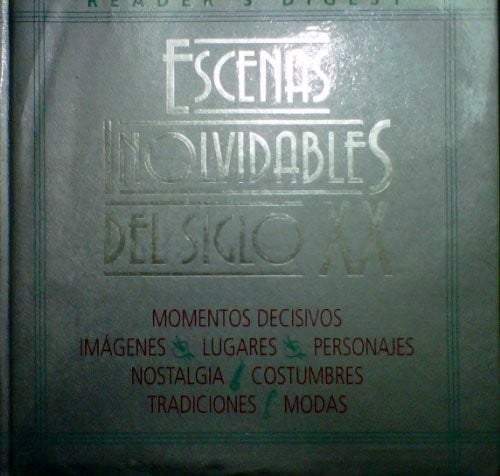 READER'S DIGEST
ESCENAS
INOLVIDABLES
DEL SIGLO XX
MOMENTOS DECISIVOS
IMÁGENES LUGARES PERSONAJES
NOSTALGIA COSTUMBRES
TRADICIONES MODAS